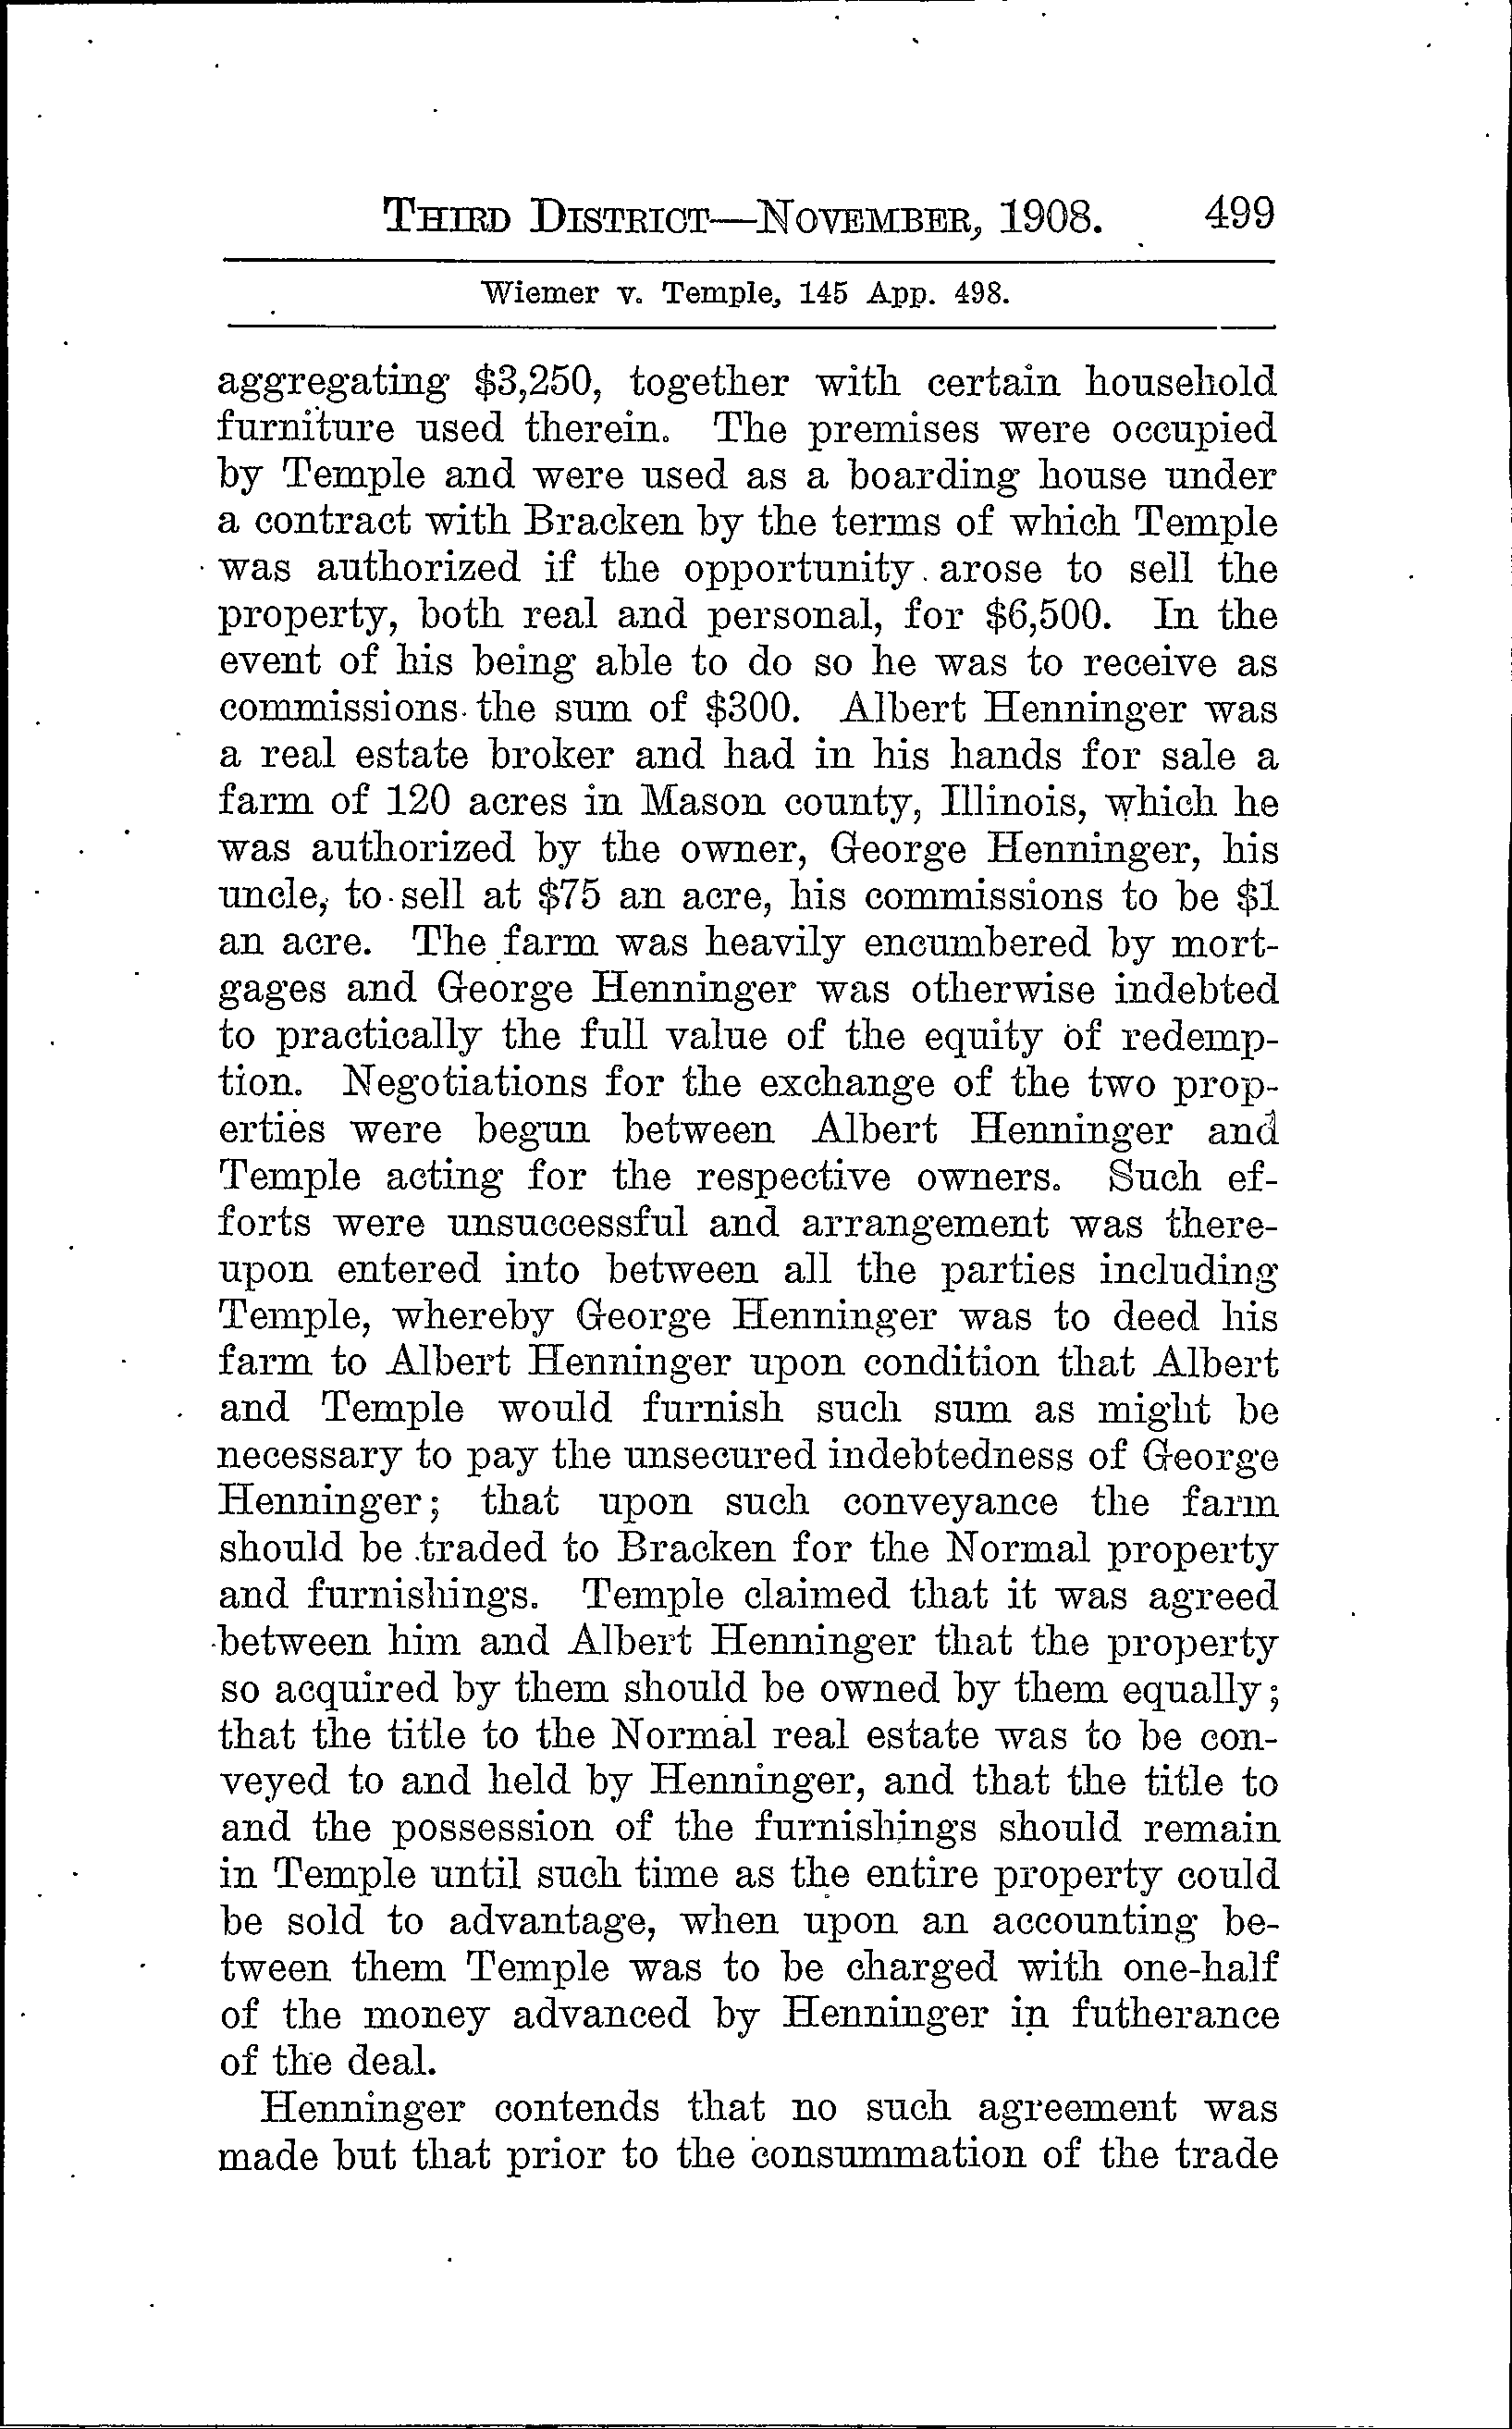 THIRD DISTRICT—NOVEMBER, 1908. 499
Wiemer v. Temple, 145 App. 498.
aggregating $3,250, together with certain household
furniture used therein. The premises were occupied
by Temple and were used as a boarding house under
a contract with Bracken by the terms of which Temple
was authorized if the opportunity arose to sell the
property, both real and personal, for $6,500. In the
event of his being able to do so he was to receive as
commissions the sum of $300. Albert Henninger was
a real estate broker and had in his hands for sale a
farm of 120 acres in Mason county, Illinois, which he
was authorized by the owner, George Henninger, his
uncle, to sell at $75 an acre, his commissions to be $1
an acre. The farm was heavily encumbered by mort-
gages and George Henninger was otherwise indebted
to practically the full value of the equity of redemp-
tion. Negotiations for the exchange of the two prop-
erties were begun between Albert Henninger and
Temple acting for the respective owners. Such ef-
forts were unsuccessful and arrangement was there-
upon entered into between all the parties including
Temple, whereby George Henninger was to deed his
farm to Albert Henninger upon condition that Albert
and Temple would furnish such sum as might be
necessary to pay the unsecured indebtedness of George
Henninger; that upon such conveyance the farm
should be traded to Bracken for the Normal property
and furnishings. Temple claimed that it was agreed
between him and Albert Henninger that the property
so acquired by them should be owned by them equally;
that the title to the Normal real estate was to be con-
veyed to and held by Henninger, and that the title to
and the possession of the furnishings should remain
in Temple until such time as the entire property could
be sold to advantage, when upon an accounting be-
tween them Temple was to be charged with one-half
of the money advanced by Henninger in futherance
of the deal.
Henninger contends that no such agreement was
made but that prior to the consummation of the trade